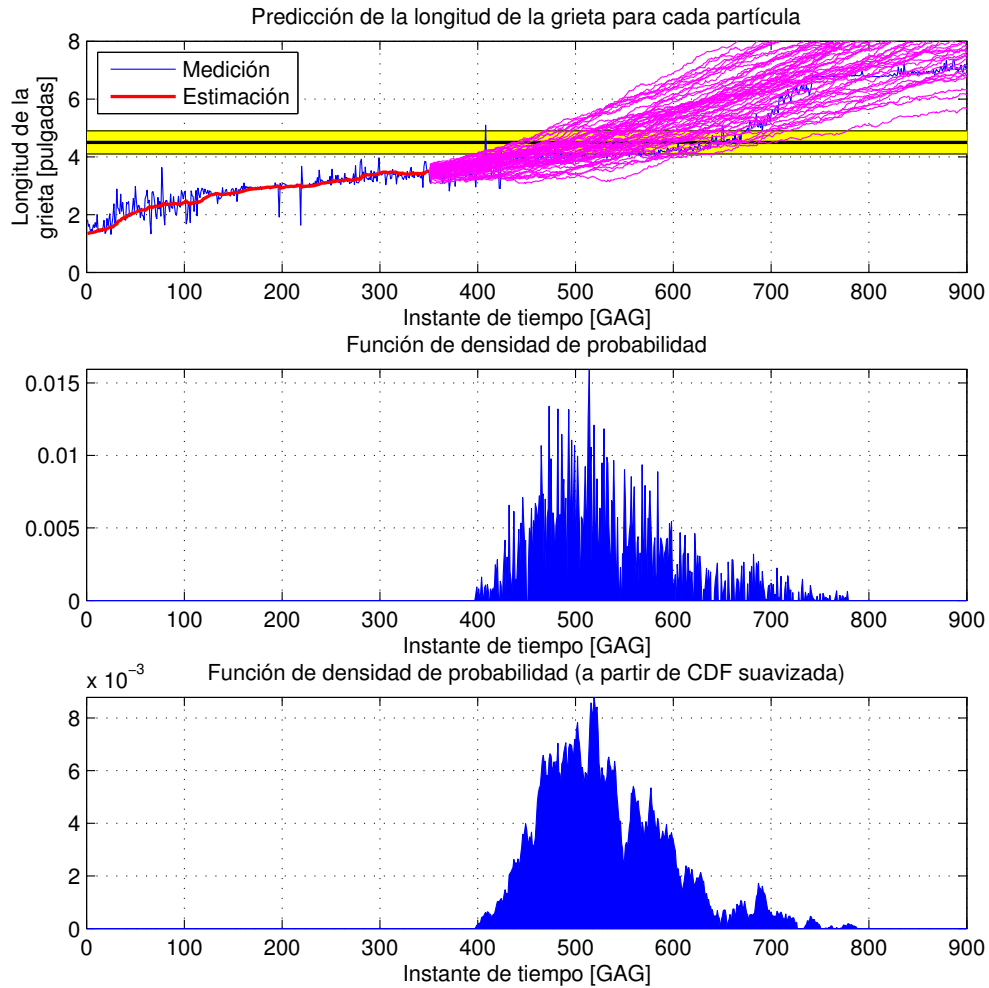 Predicción de la longitud de la grieta para cada partícula
Longitud de la
grieta [pulgadas]
8
6
4
2
0
Medición
Estimación
0 100 200 300 400 500 600 700 800 900
Instante de tiempo [GAG]
Función de densidad de probabilidad
0.015
0.01
0.005
0
0 100 200 300 400 500 600 700 800 900
Instante de tiempo [GAG]
x 10⁻³
Función de densidad de probabilidad (a partir de CDF suavizada)
8
6
4
2
0
0 100 200 300 400 500 600 700 800 900
Instante de tiempo [GAG]